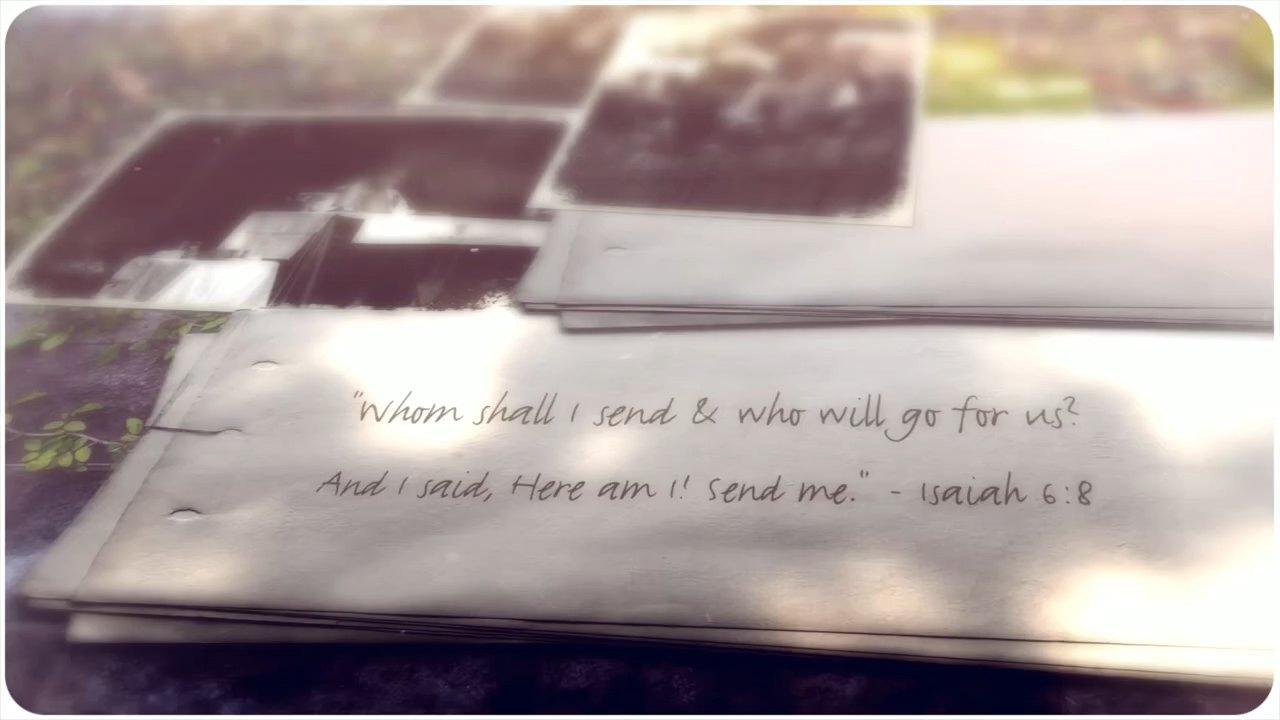 "Whom shall I send & who will go for us?
And I said, Here am I! Send me." - Isaiah 6:8